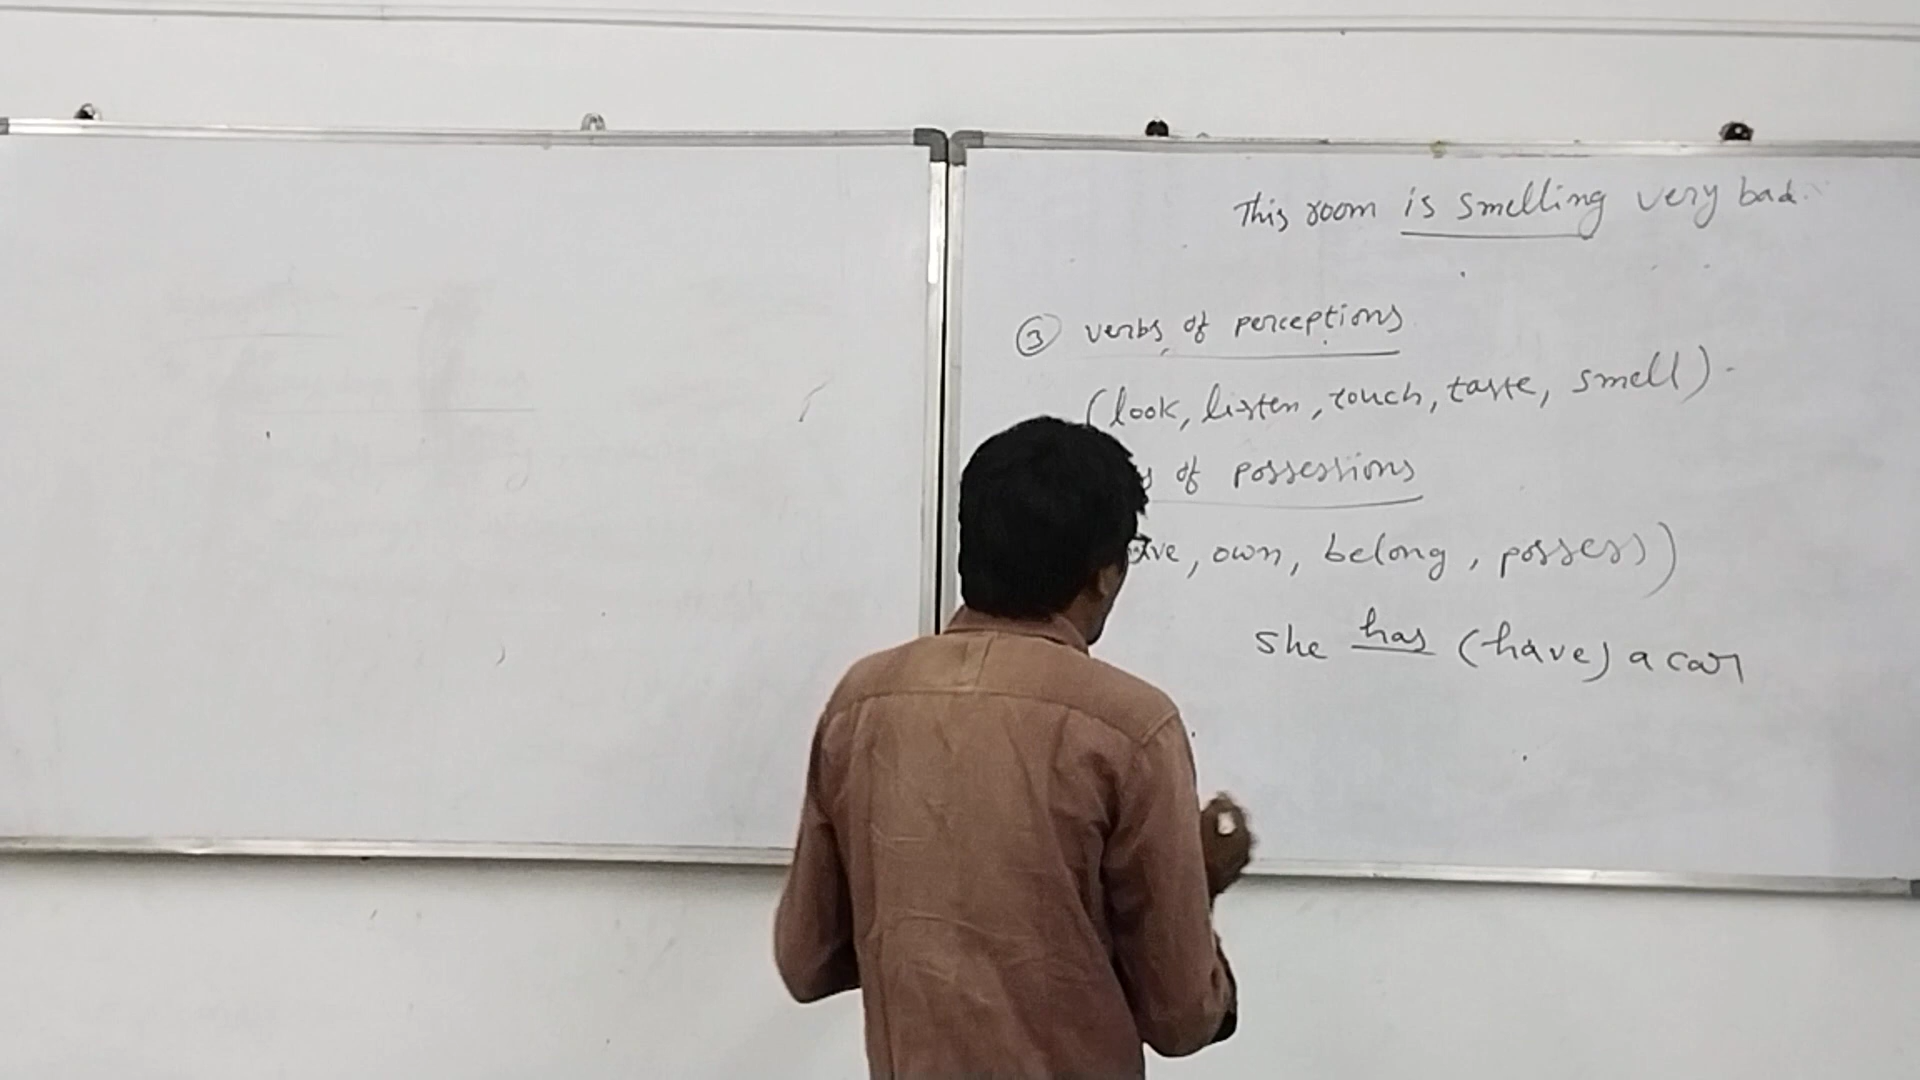 This room is smelling very bad.
③ verbs of perceptions
(look, listen, touch, taste, smell).
of possessions
own, belong, possess)
She has (have) a car